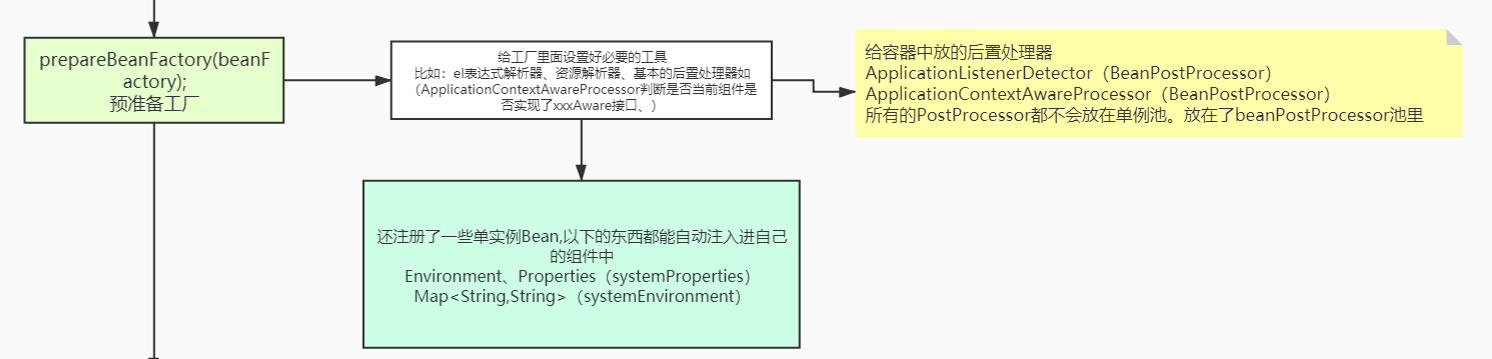 prepareBeanFactory(beanF
actory);
预准备工厂
给工厂里面设置好必要的工具
比如：el表达式解析器、资源解析器、基本的后置处理器如
（ApplicationContextAwareProcessor判断是否当前组件是
否实现了xxxAware接口、）
给容器中放的后置处理器
ApplicationListenerDetector（BeanPostProcessor）
ApplicationContextAwareProcessor（BeanPostProcessor）
所有的PostProcessor都不会放在单例池。放在了beanPostProcessor池里
还注册了一些单实例Bean,以下的东西都能自动注入进自己
的组件中
Environment、Properties（systemProperties）
Map<String,String>（systemEnvironment）